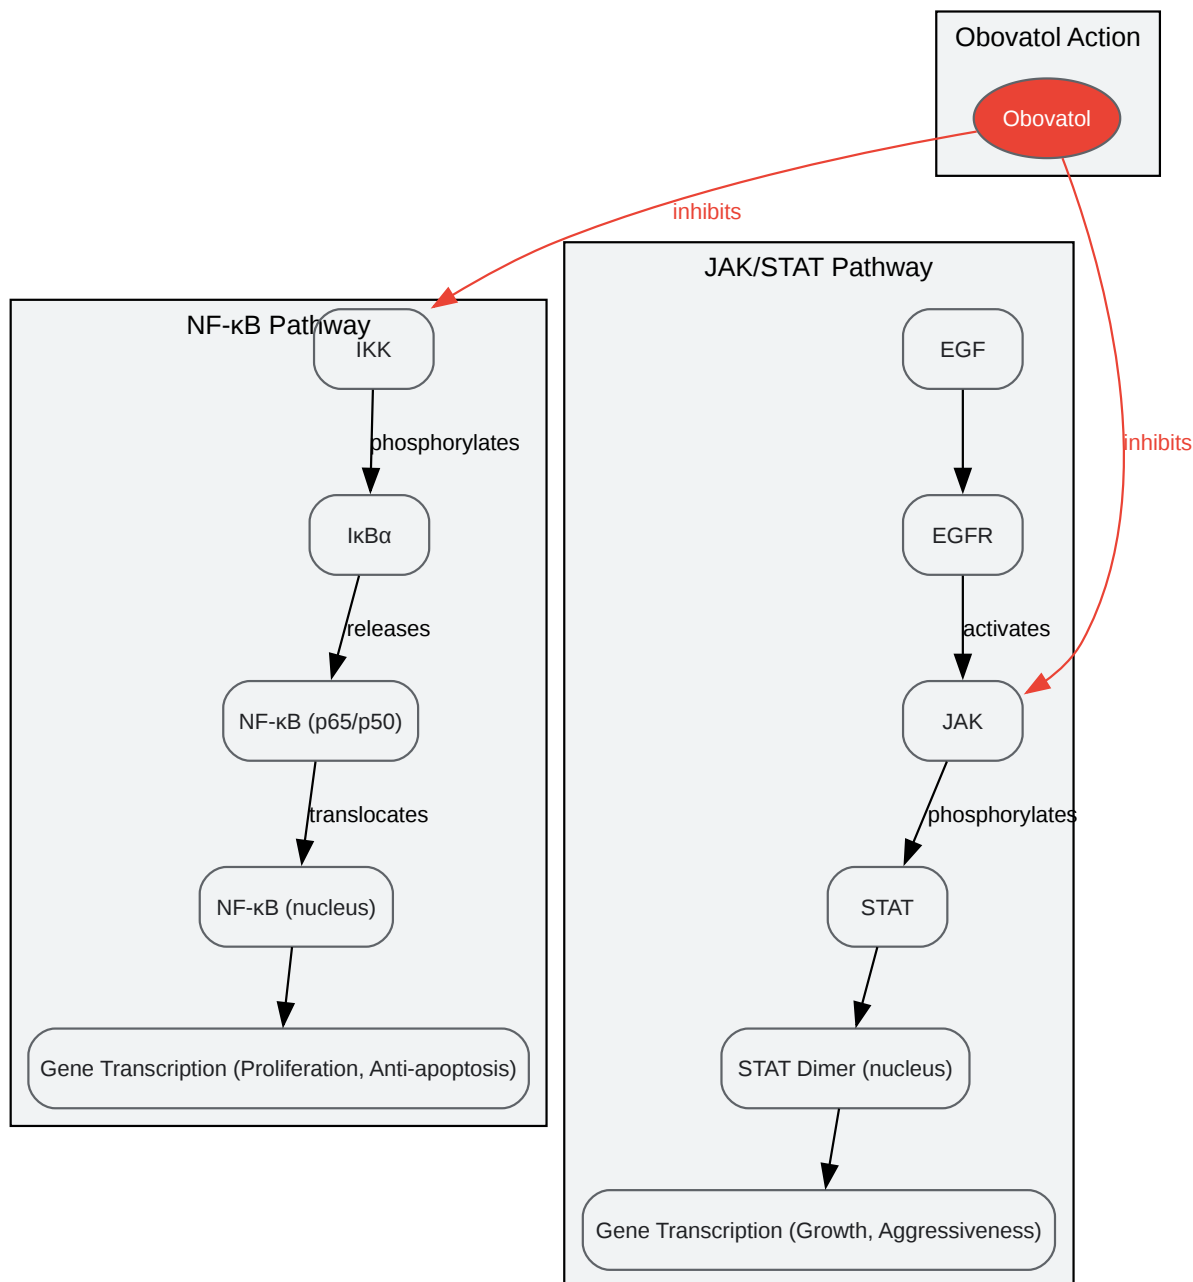 Obovatol Action
Obovatol
inhibits
inhibits
NF-κB Pathway
IKK
phosphorylates
IκBα
releases
NF-κB (p65/p50)
translocates
NF-κB (nucleus)
Gene Transcription (Proliferation, Anti-apoptosis)
JAK/STAT Pathway
EGF
EGFR
activates
JAK
phosphorylates
STAT
STAT Dimer (nucleus)
Gene Transcription (Growth, Aggressiveness)